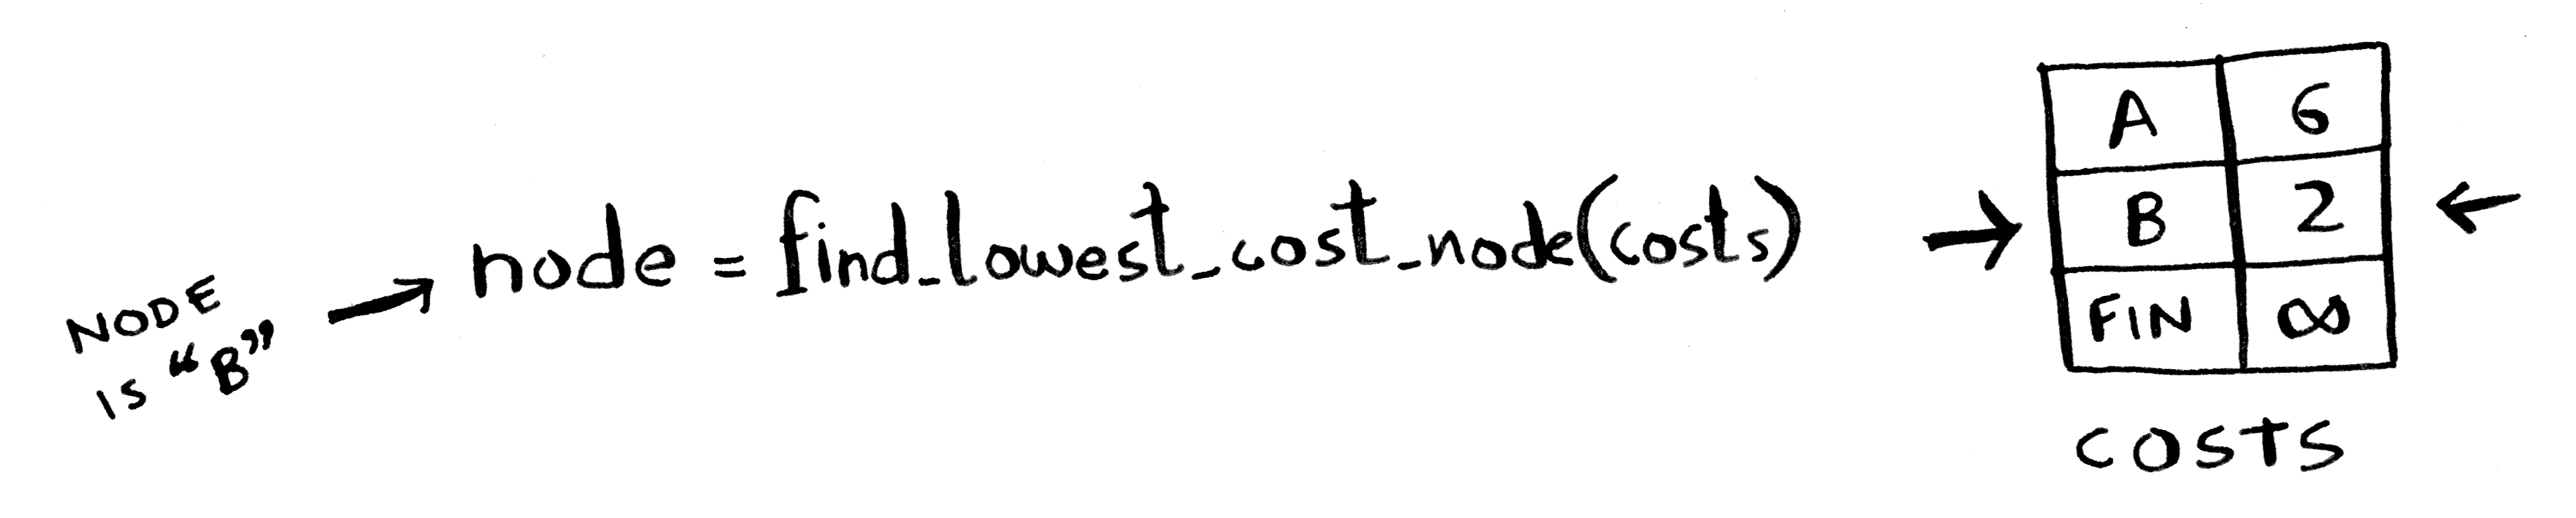 NODE
IS "B"
node = find_lowest_cost_node(costs)
A 6
B 2
FIN ∞
COSTS